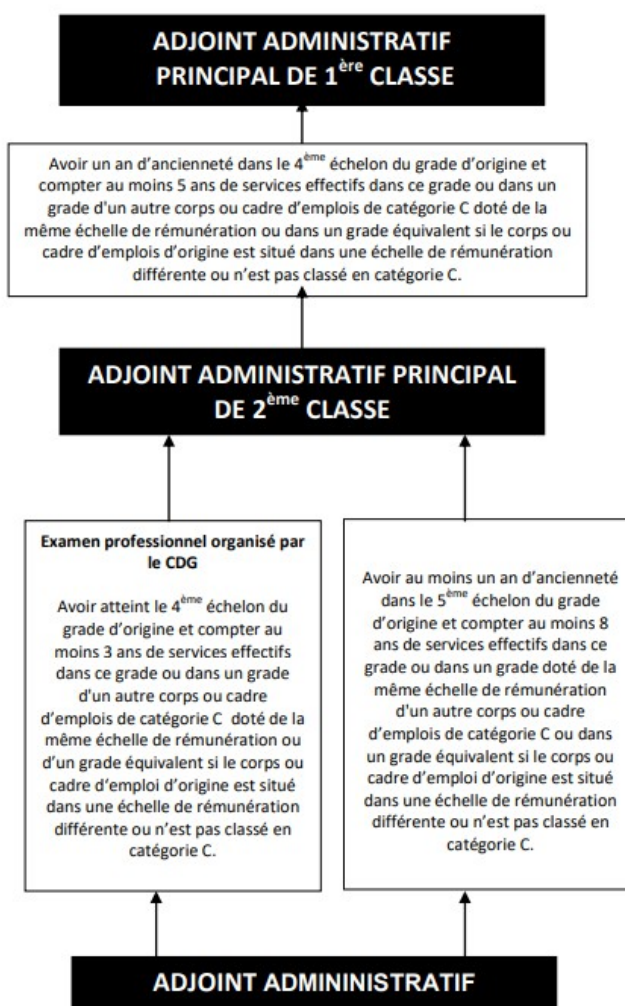 ADJOINT ADMINISTRATIF
PRINCIPAL DE 1ère CLASSE
Avoir un an d'ancienneté dans le 4ème échelon du grade d'origine et
compter au moins 5 ans de services effectifs dans ce grade ou dans un
grade d'un autre corps ou cadre d'emplois de catégorie C doté de la
même échelle de rémunération ou dans un grade équivalent si le corps ou
cadre d'emplois d'origine est situé dans une échelle de rémunération
différente ou n'est pas classé en catégorie C.
ADJOINT ADMINISTRATIF PRINCIPAL
DE 2ème CLASSE
Examen professionnel organisé par
le CDG
Avoir atteint le 4ème échelon du
grade d'origine et compter au
moins 3 ans de services effectifs
dans ce grade ou dans un grade
d'un autre corps ou cadre
d'emplois de catégorie C doté de la
même échelle de rémunération ou
d'un grade équivalent si le corps ou
cadre d'emploi d'origine est situé
dans une échelle de rémunération
différente ou n'est pas classé en
catégorie C.
Avoir au moins un an d'ancienneté
dans le 5ème échelon du grade
d'origine et compter au moins 8
ans de services effectifs dans ce
grade ou dans un grade doté de la
même échelle de rémunération
d'un autre corps ou cadre
d'emplois de catégorie C ou dans
un grade équivalent si le corps ou
cadre d'emploi d'origine est situé
dans une échelle de rémunération
différente ou n'est pas classé en
catégorie C.
ADJOINT ADMININISTRATIF